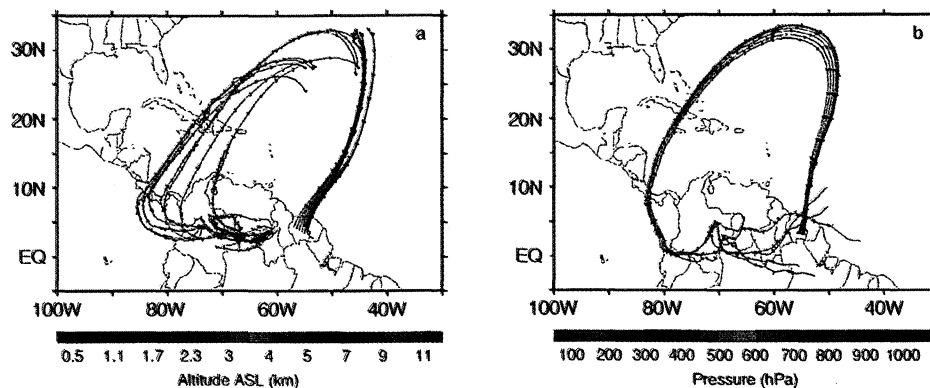 a
30N
20N
10N
EQ
100W 80W 60W 40W
0.5 1.1 1.7 2.3 3 4 5 7 9 11
Altitude ASL (km)
b
30N
20N
10N
EQ
100W 80W 60W 40W
100 200 300 400 500 600 700 800 900 1000
Pressure (hPa)